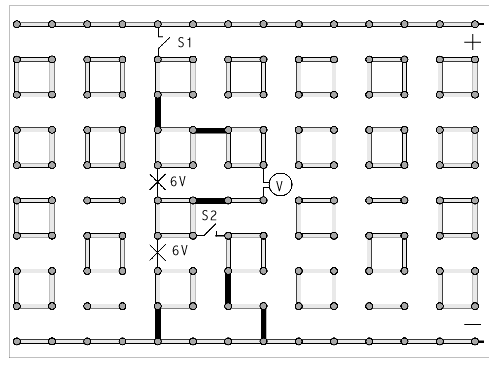 S1
+
6V
V
S2
6V
—